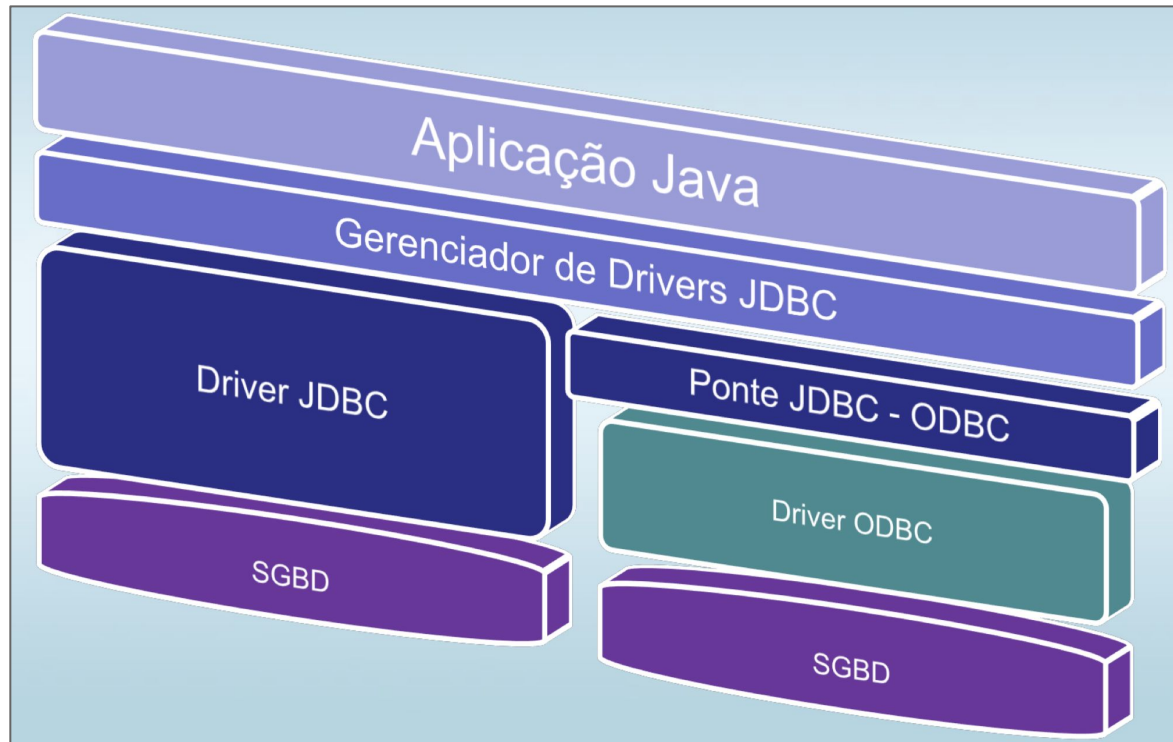 Aplicação Java
Gerenciador de Drivers JDBC
Driver JDBC
Ponte JDBC - ODBC
Driver ODBC
SGBD
SGBD